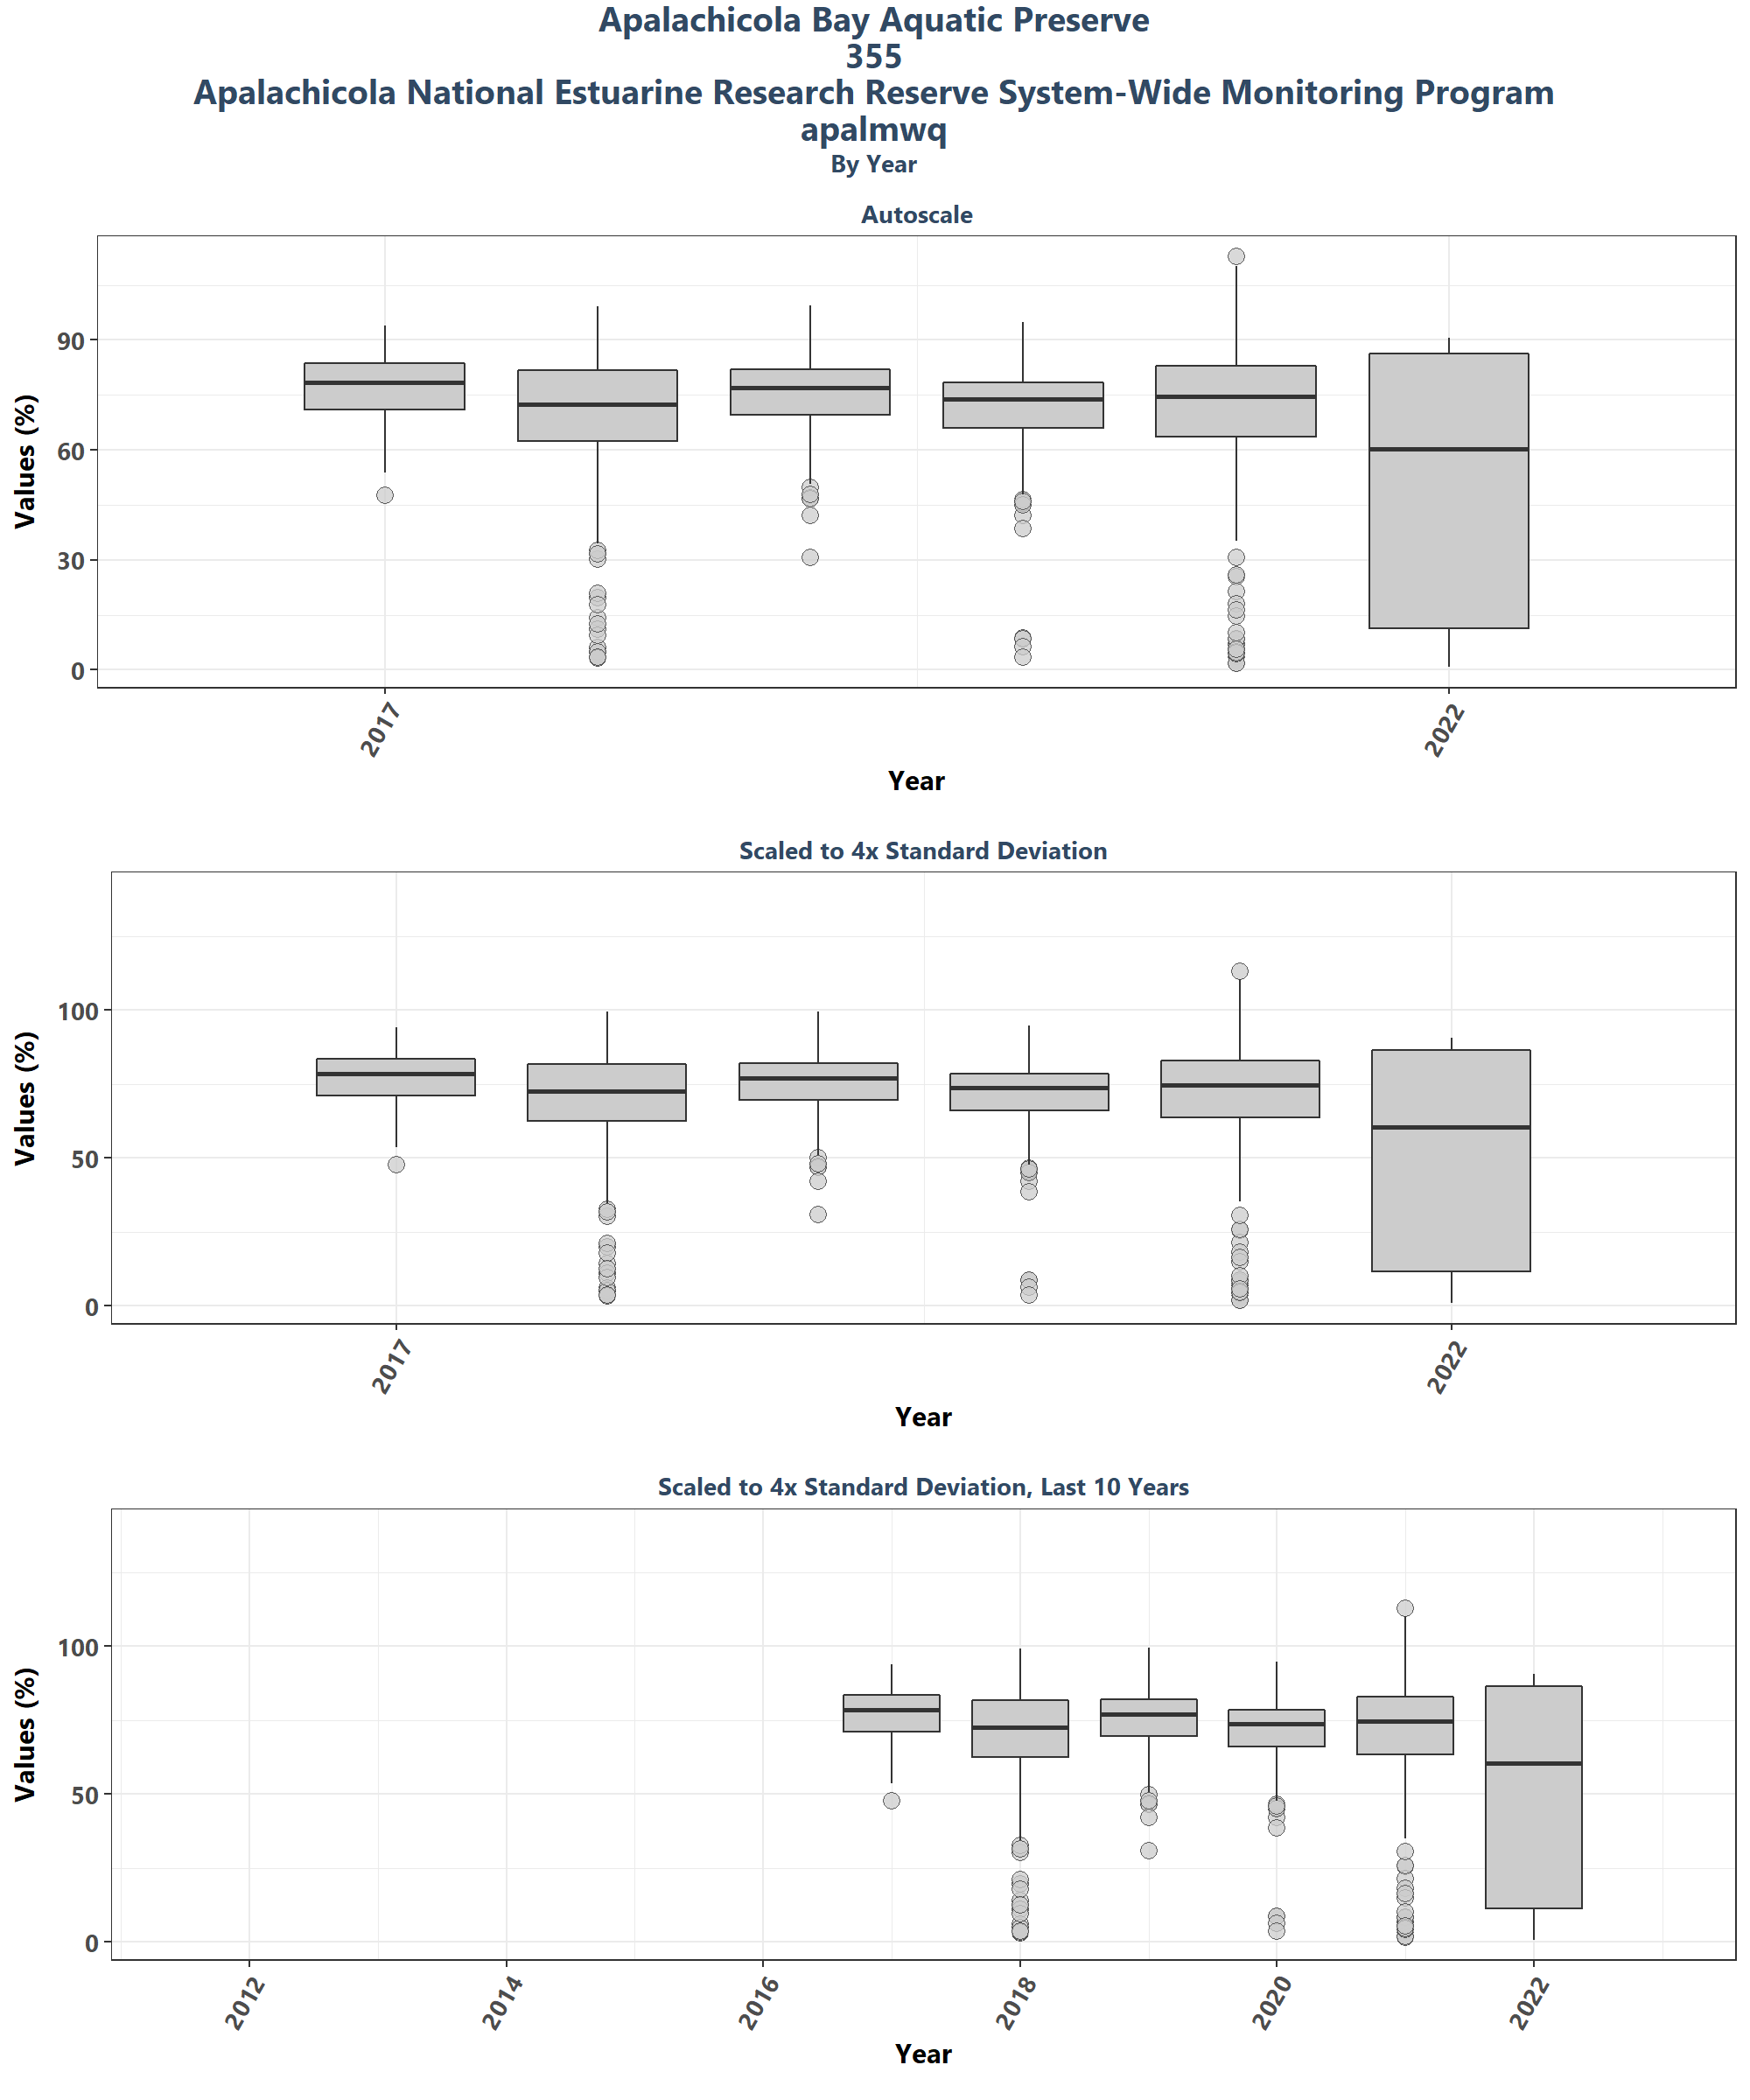 Apalachicola Bay Aquatic Preserve
355
Apalachicola National Estuarine Research Reserve System-Wide Monitoring Program
apalmwq
By Year
Autoscale
Values (%)
90
60
30
0
2017
2022
Year
Scaled to 4x Standard Deviation
Values (%)
100
50
0
2017
2022
Year
Scaled to 4x Standard Deviation, Last 10 Years
Values (%)
100
50
0
2012
2014
2016
2018
2020
2022
Year